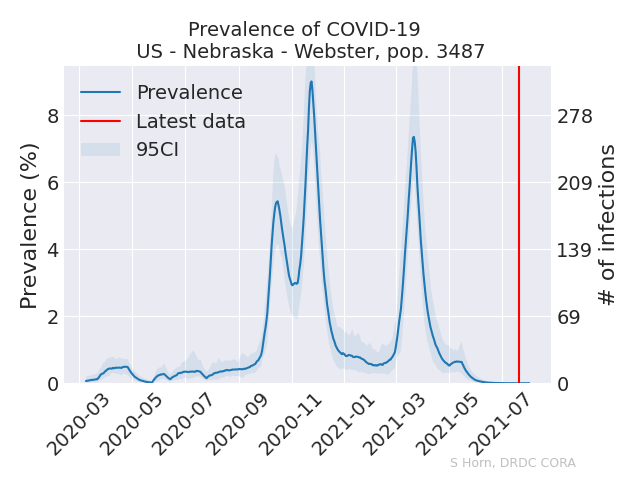 Prevalence of COVID-19
US - Nebraska - Webster, pop. 3487
Prevalence
Latest data
95CI
Prevalence (%)
8
6
4
2
0
# of infections
278
209
139
69
0
2020-03
2020-05
2020-07
2020-09
2020-11
2021-01
2021-03
2021-05
2021-07
S Horn, DRDC CORA